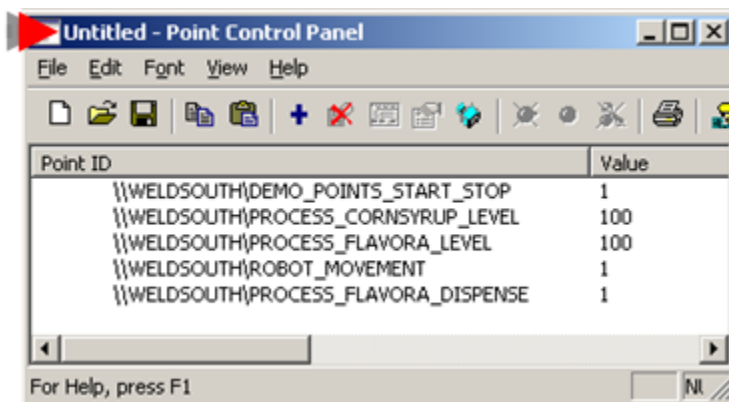 Untitled - Point Control Panel
File Edit Font View Help
Point ID Value
\\WELDSOUTH\DEMO_POINTS_START_STOP 1
\\WELDSOUTH\PROCESS_CORNSYRUP_LEVEL 100
\\WELDSOUTH\PROCESS_FLAVORA_LEVEL 100
\\WELDSOUTH\ROBOT_MOVEMENT 1
\\WELDSOUTH\PROCESS_FLAVORA_DISPENSE 1
For Help, press F1